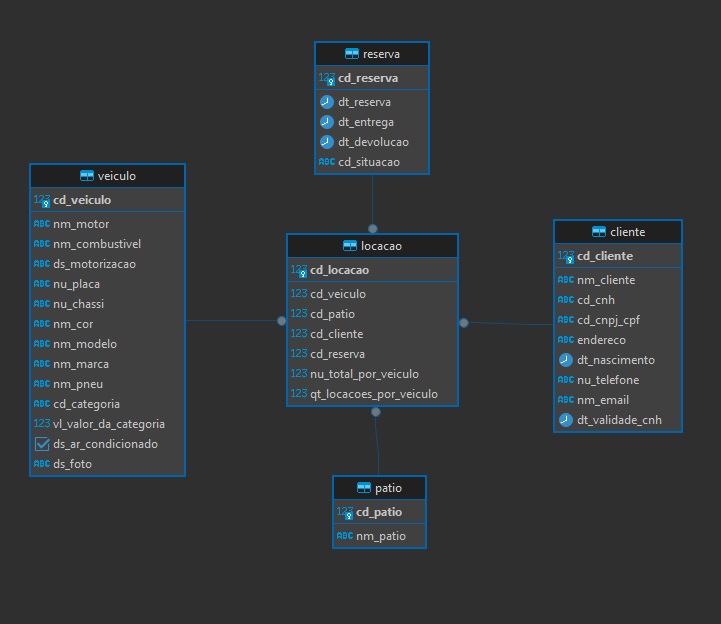 reserva
123 cd_reserva
dt_reserva
dt_entrega
dt_devolucao
ABC cd_situacao
veiculo
123 cd_veiculo
ABC nm_motor
ABC nm_combustivel
ABC ds_motorizacao
ABC nu_placa
ABC nu_chassi
ABC nm_cor
ABC nm_modelo
ABC nm_marca
ABC nm_pneu
ABC cd_categoria
123 vl_valor_da_categoria
ds_ar_condicionado
ABC ds_foto
locacao
123 cd_locacao
123 cd_veiculo
123 cd_patio
123 cd_cliente
123 cd_reserva
123 nu_total_por_veiculo
123 qt_locacoes_por_veiculo
cliente
123 cd_cliente
ABC nm_cliente
ABC cd_cnh
ABC cd_cnpj_cpf
ABC endereco
dt_nascimento
ABC nu_telefone
ABC nm_email
dt_validade_cnh
patio
123 cd_patio
ABC nm_patio